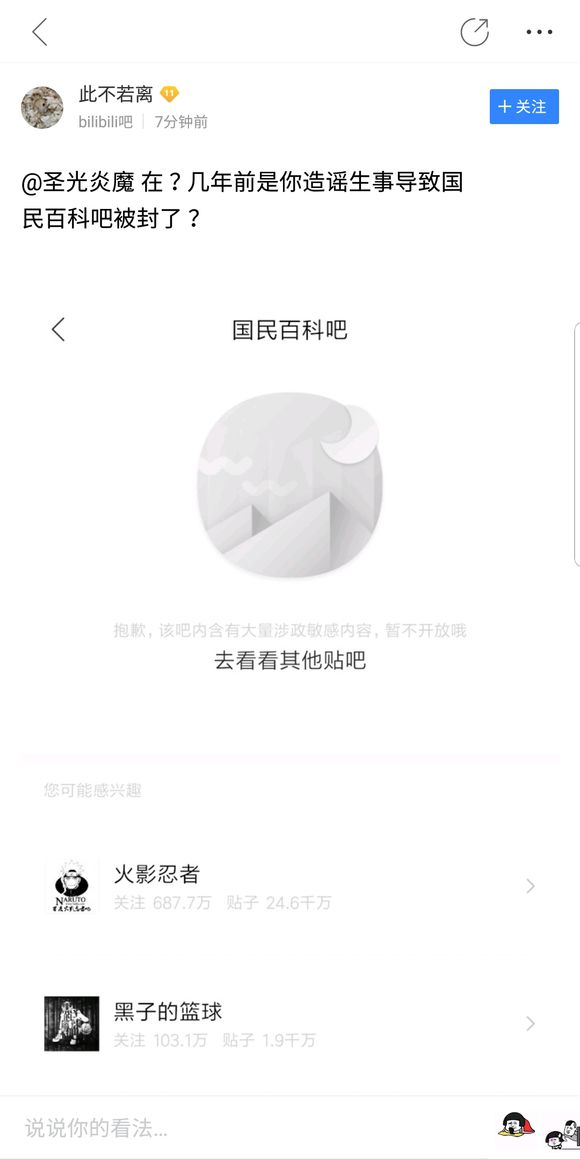 此不若离 11
bilibili吧 7分钟前
+ 关注
@圣光炎魔 在？几年前是你造谣生事导致国
民百科吧被封了？
国民百科吧
抱歉，该吧内含有大量涉政敏感内容，暂不开放哦
去看看其他贴吧
您可能感兴趣
NARUTO
火影忍者
关注 687.7万 贴子 24.6千万
黑子的篮球
关注 103.1万 贴子 1.9千万
说说你的看法...